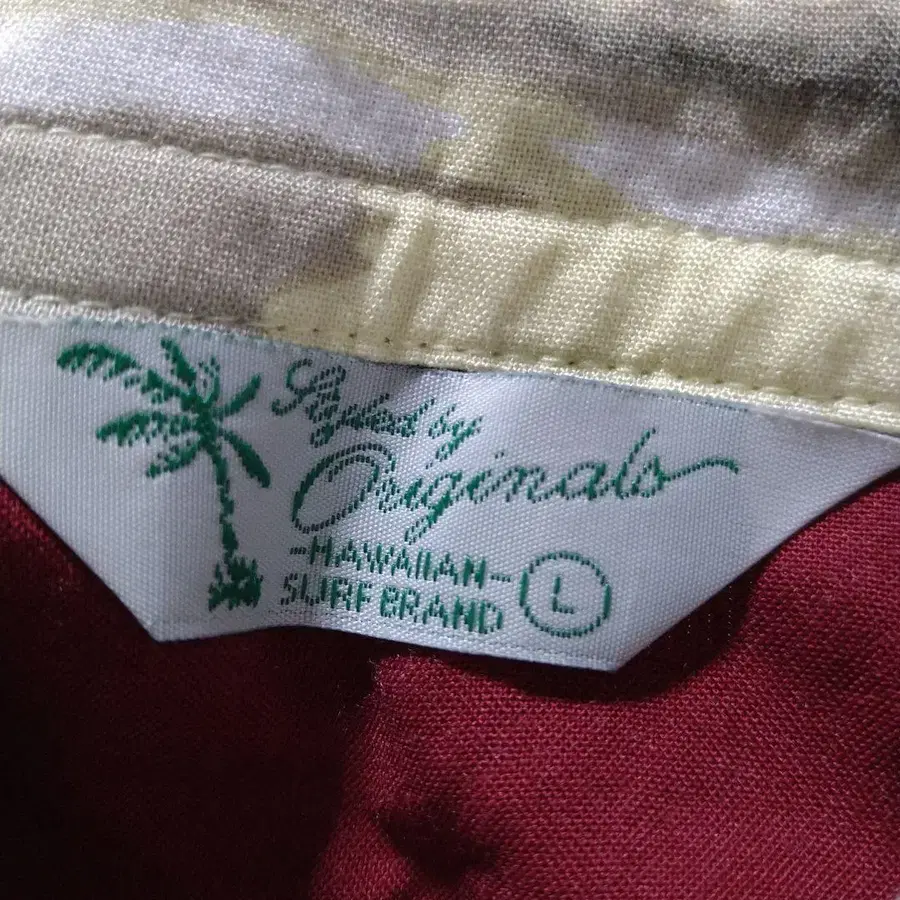 Styled by
Originals
-HAWAIIAN-
SURF BRAND
L